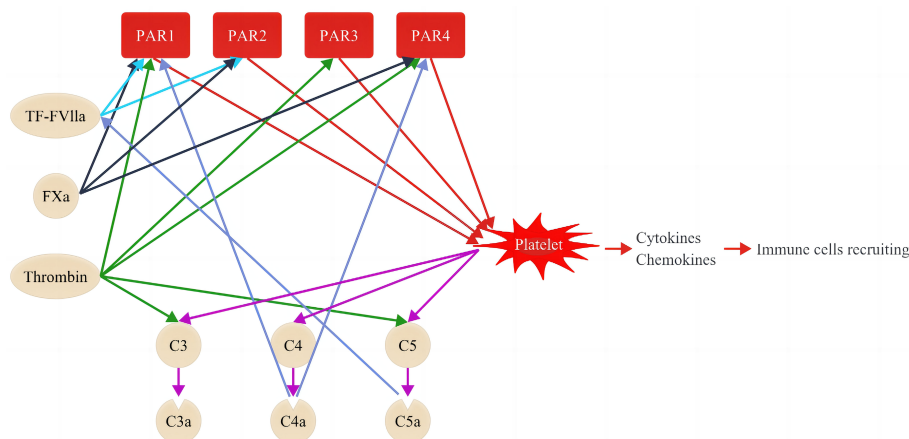 PAR1
PAR2
PAR3
PAR4
TF-FVlla
FXa
Thrombin
Platelet
Cytokines
Chemokines
Immune cells recruiting
C3
C4
C5
C3a
C4a
C5a